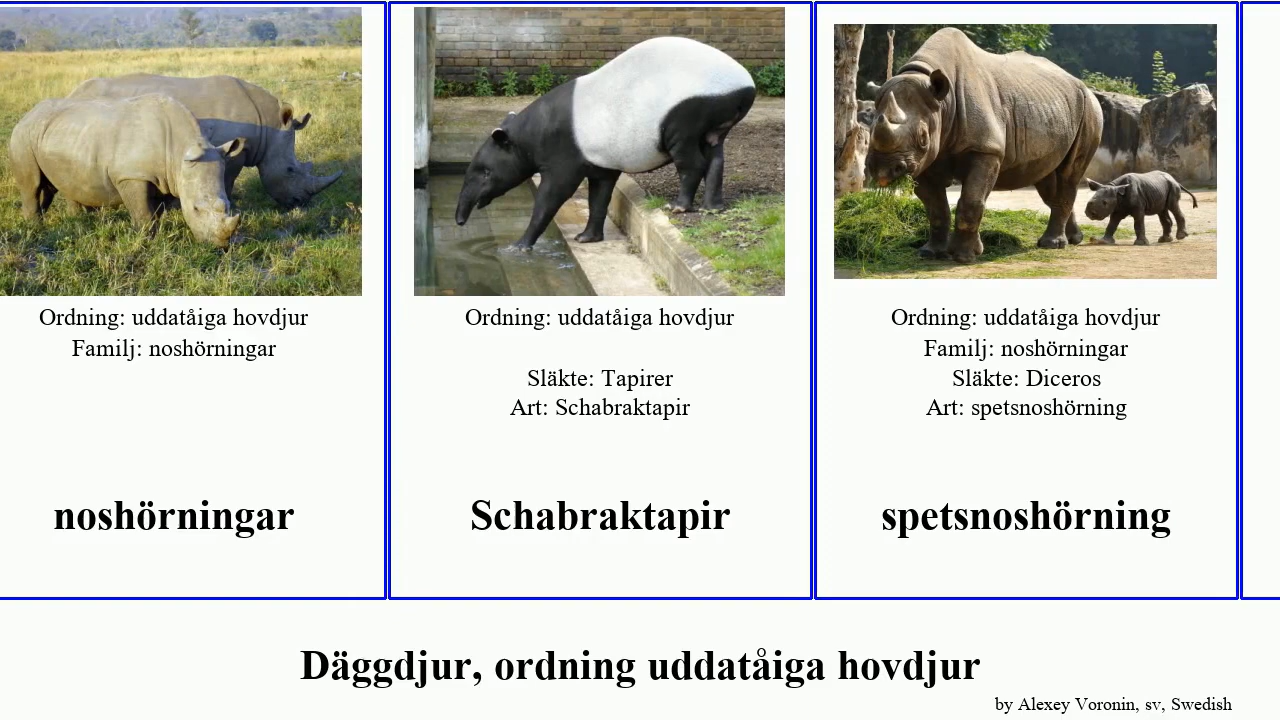 Ordning: uddatåiga hovdjur
Familj: noshörningar
noshörningar
Ordning: uddatåiga hovdjur
Släkte: Tapirer
Art: Schabraktapir
Schabraktapir
Ordning: uddatåiga hovdjur
Familj: noshörningar
Släkte: Diceros
Art: spetsnoshörning
spetsnoshörning
Däggdjur, ordning uddatåiga hovdjur
by Alexey Voronin, sv, Swedish